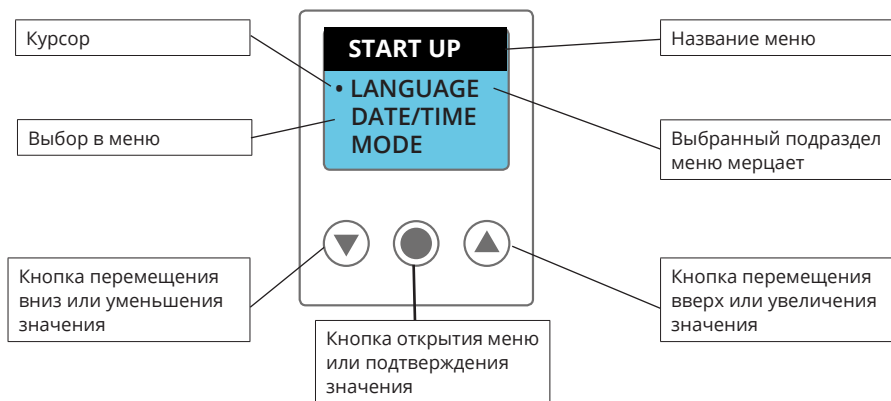 Курсор
START UP
Название меню
• LANGUAGE
DATE/TIME
MODE
Выбор в меню
Выбранный подраздел
меню мерцает
Кнопка перемещения
вниз или уменьшения
значения
Кнопка открытия меню
или подтверждения
значения
Кнопка перемещения
вверх или увеличения
значения